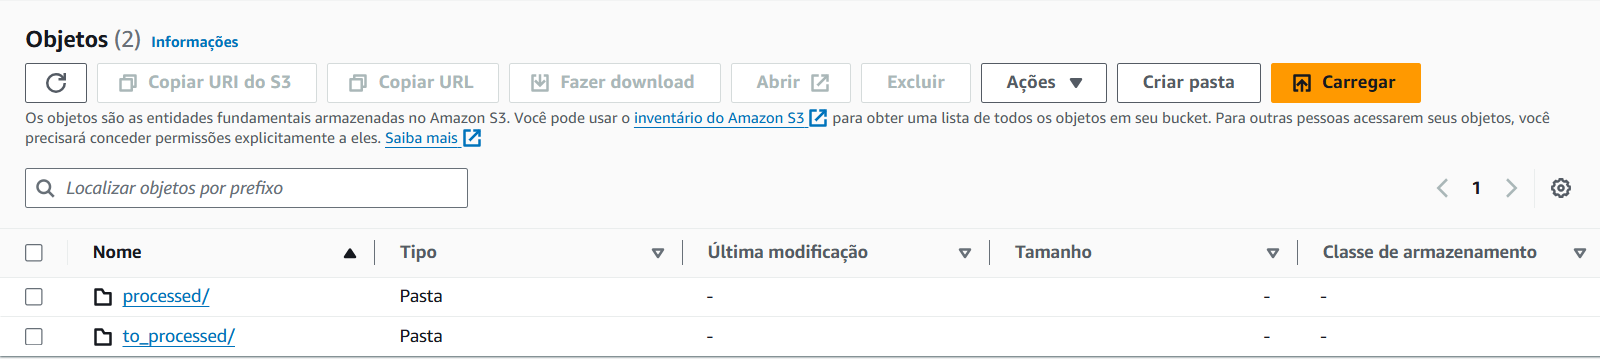 Objetos (2) Informações
Copiar URI do S3 Copiar URL Fazer download Abrir Excluir Ações Criar pasta Carregar
Os objetos são as entidades fundamentais armazenadas no Amazon S3. Você pode usar o inventário do Amazon S3 para obter uma lista de todos os objetos em seu bucket. Para outras pessoas acessarem seus objetos, você
precisará conceder permissões explicitamente a eles. Saiba mais
Localizar objetos por prefixo 1
Nome Tipo Última modificação Tamanho Classe de armazenamento
processed/ Pasta - - -
to_processed/ Pasta - - -